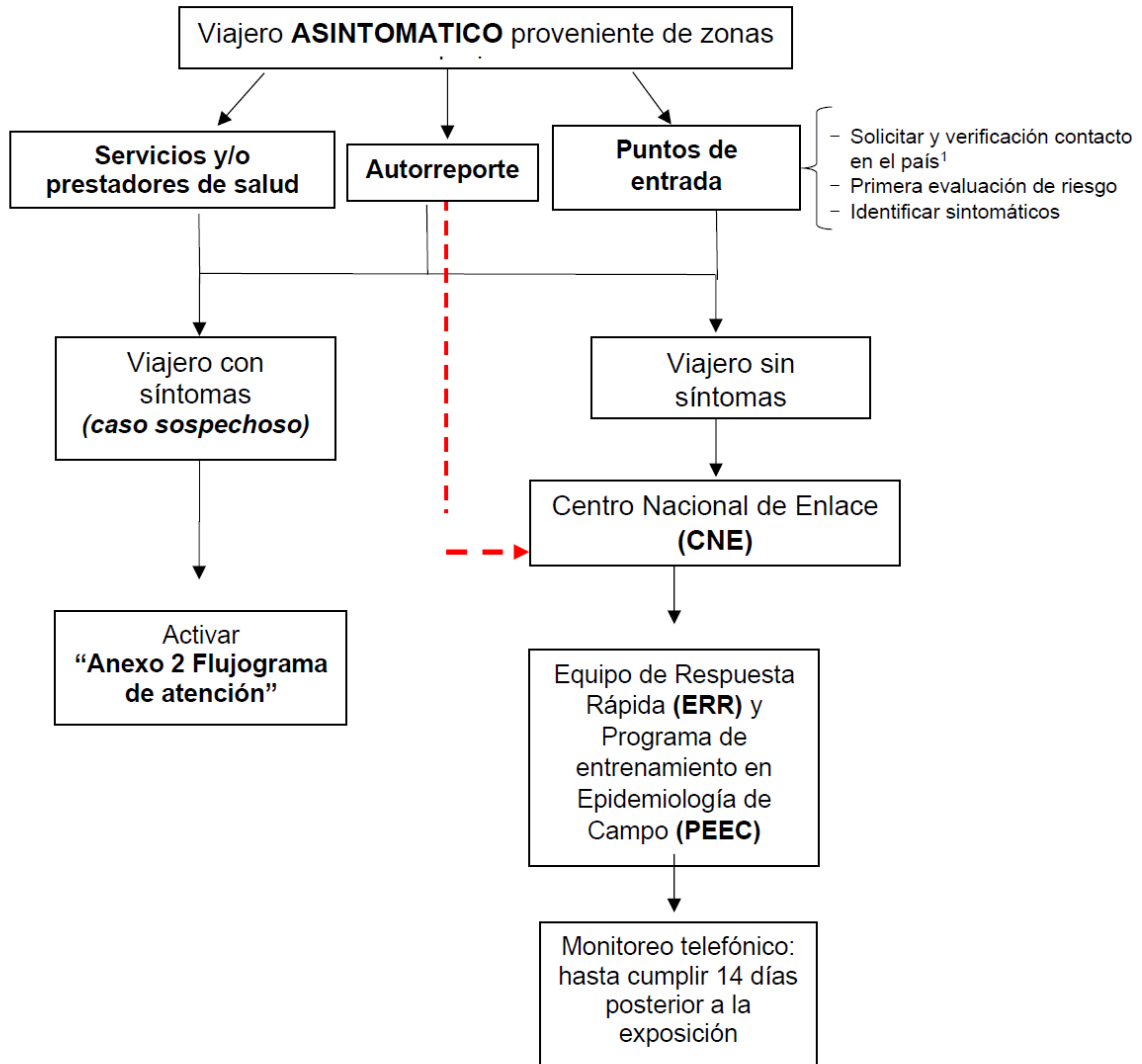 Viajero ASINTOMATICO proveniente de zonas
Servicios y/o
prestadores de salud
Autorreporte
Puntos de
entrada
− Solicitar y verificación contacto
en el país¹
− Primera evaluación de riesgo
− Identificar sintomáticos
Viajero con
síntomas
(caso sospechoso)
Viajero sin
síntomas
Centro Nacional de Enlace
(CNE)
Activar
“Anexo 2 Flujograma
de atención”
Equipo de Respuesta
Rápida (ERR) y
Programa de
entrenamiento en
Epidemiología de
Campo (PEEC)
Monitoreo telefónico:
hasta cumplir 14 días
posterior a la
exposición